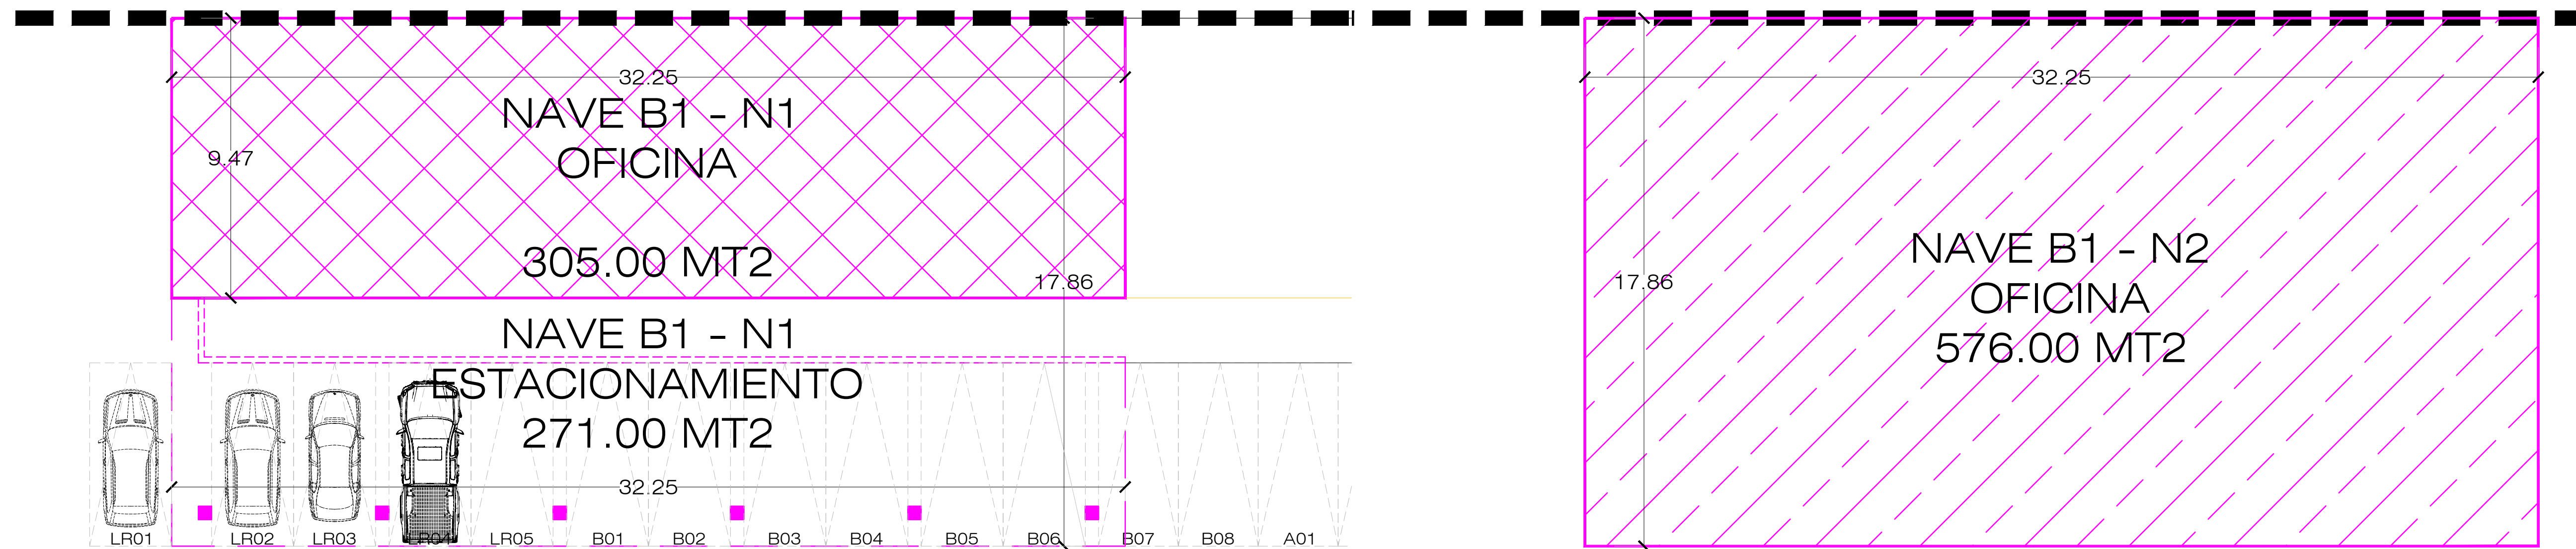 32.25
NAVE B1 - N1
OFICINA
9.47
305.00 MT2
17.86
NAVE B1 - N1
ESTACIONAMIENTO
271.00 MT2
32.25
LR01 LR02 LR03 LR04 LR05 B01 B02 B03 B04 B05 B06 B07 B08 A01
32.25
17.86
NAVE B1 - N2
OFICINA
576.00 MT2